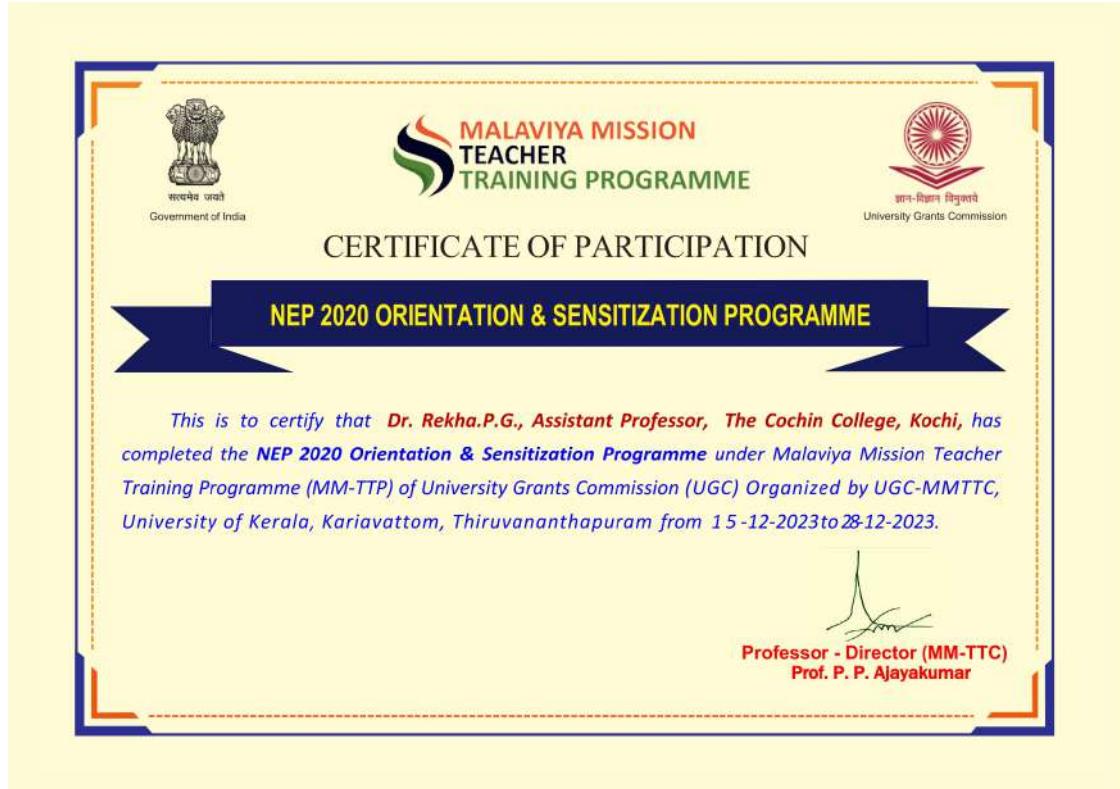 सत्यमेव जयते
Government of India
MALAVIYA MISSION
TEACHER
TRAINING PROGRAMME
ज्ञान-विज्ञान विमुक्तये
University Grants Commission
CERTIFICATE OF PARTICIPATION
NEP 2020 ORIENTATION & SENSITIZATION PROGRAMME
This is to certify that Dr. Rekha.P.G., Assistant Professor, The Cochin College, Kochi, has
completed the NEP 2020 Orientation & Sensitization Programme under Malaviya Mission Teacher
Training Programme (MM-TTP) of University Grants Commission (UGC) Organized by UGC-MMTTC,
University of Kerala, Kariavattom, Thiruvananthapuram from 15-12-2023 to 28-12-2023.
Professor - Director (MM-TTC)
Prof. P. P. Ajayakumar